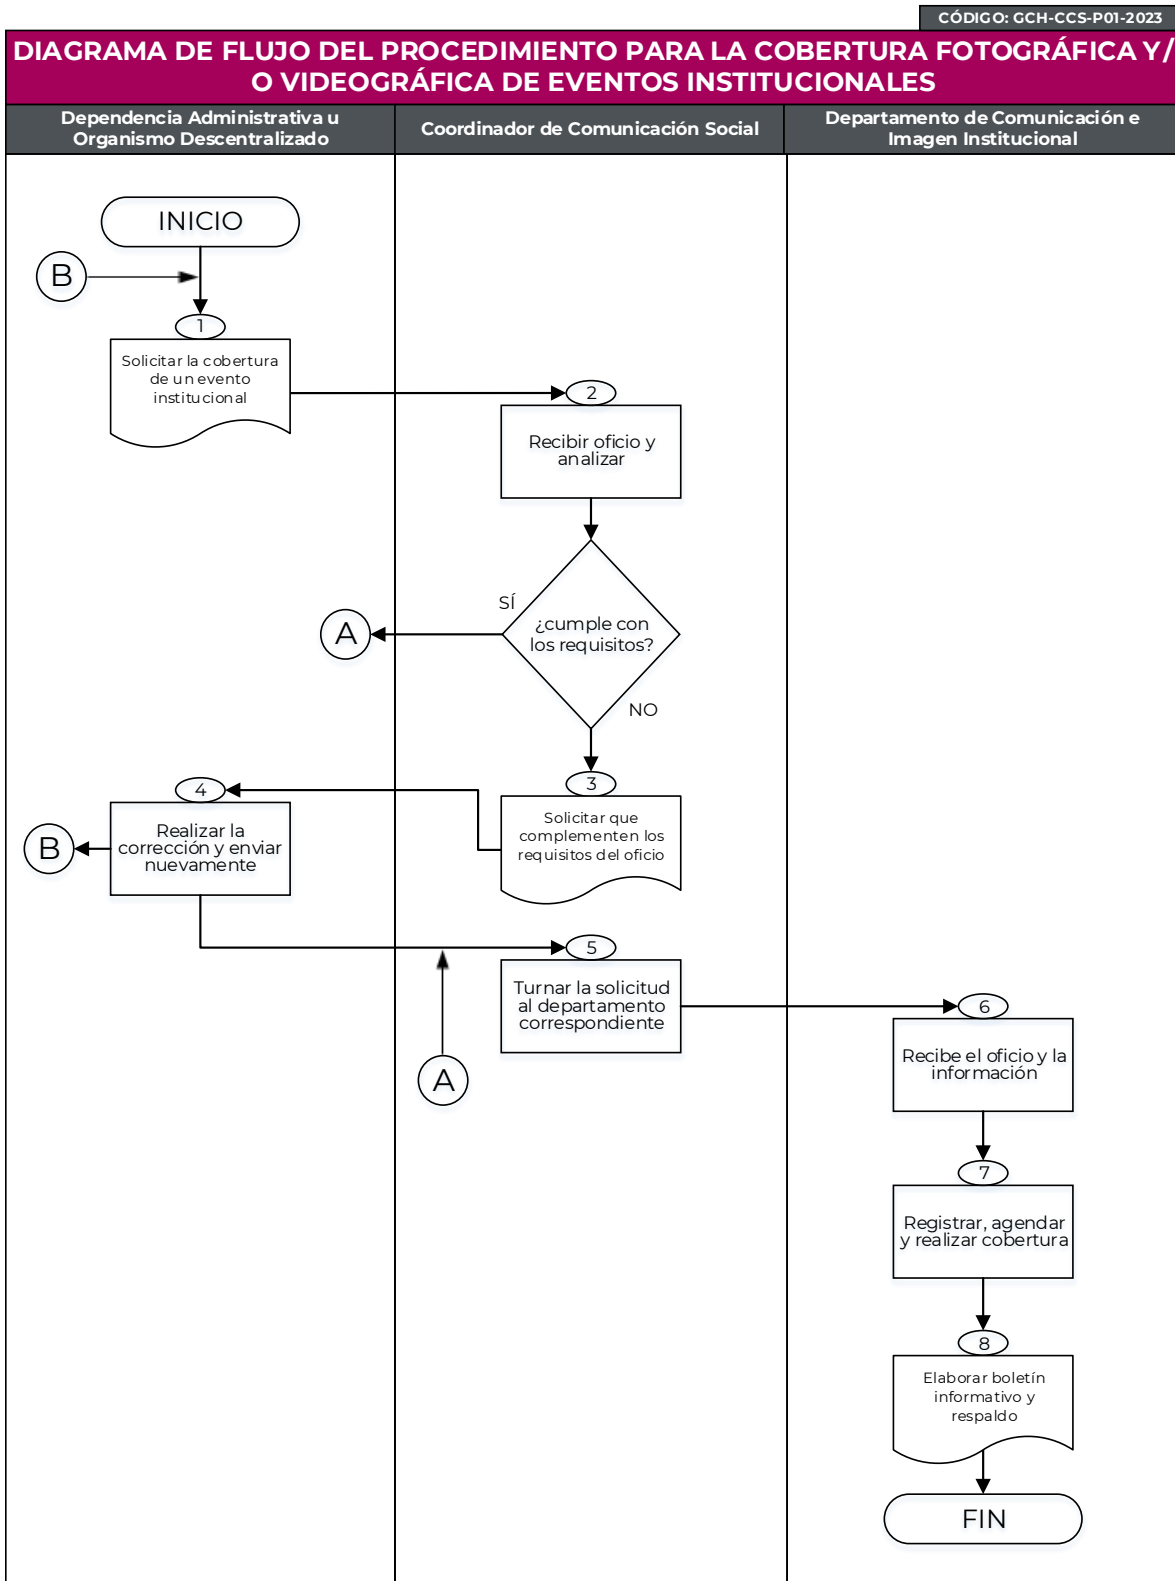 CÓDIGO: GCH-CCS-P01-2023
DIAGRAMA DE FLUJO DEL PROCEDIMIENTO PARA LA COBERTURA FOTOGRÁFICA Y/
O VIDEOGRÁFICA DE EVENTOS INSTITUCIONALES
Dependencia Administrativa u
Organismo Descentralizado
Coordinador de Comunicación Social
Departamento de Comunicación e
Imagen Institucional
INICIO
B
1
Solicitar la cobertura
de un evento
institucional
2
Recibir oficio y
analizar
SÍ
¿cumple con
los requisitos?
A
NO
3
Solicitar que
complementen los
requisitos del oficio
4
Realizar la
corrección y enviar
nuevamente
B
5
Turnar la solicitud
al departamento
correspondiente
A
6
Recibe el oficio y la
información
7
Registrar, agendar
y realizar cobertura
8
Elaborar boletín
informativo y
respaldo
FIN